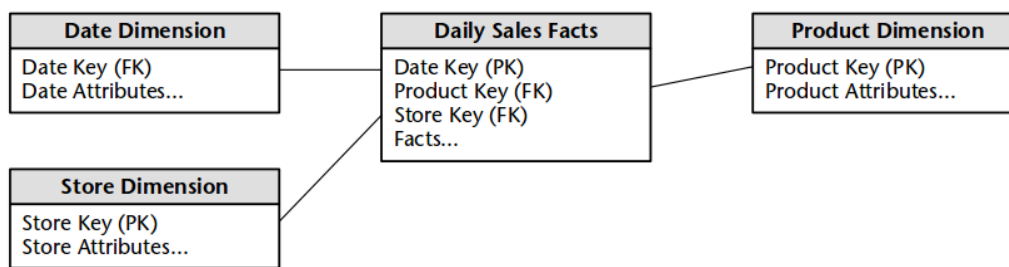 Date Dimension
Date Key (FK)
Date Attributes...
Daily Sales Facts
Date Key (PK)
Product Key (FK)
Store Key (FK)
Facts...
Product Dimension
Product Key (PK)
Product Attributes...
Store Dimension
Store Key (PK)
Store Attributes...